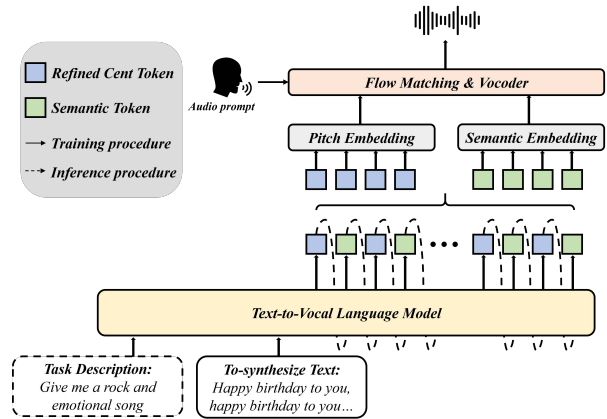 Refined Cent Token
Semantic Token
Training procedure
Inference procedure
Audio prompt
Flow Matching & Vocoder
Pitch Embedding
Semantic Embedding
Text-to-Vocal Language Model
Task Description:
Give me a rock and
emotional song
To-synthesize Text:
Happy birthday to you,
happy birthday to you…